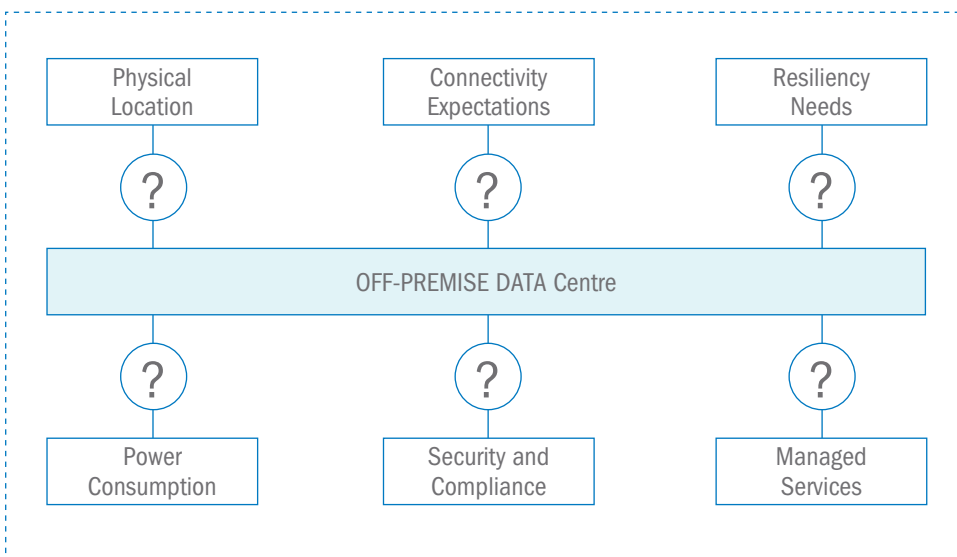 Physical
Location
Connectivity
Expectations
Resiliency
Needs
?
?
?
OFF-PREMISE DATA Centre
?
?
?
Power
Consumption
Security and
Compliance
Managed
Services